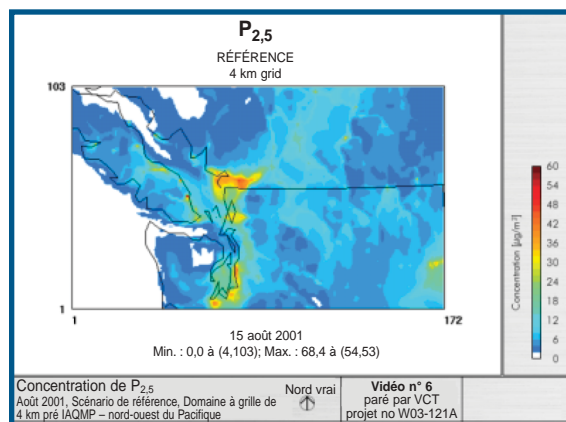 P2,5
RÉFÉRENCE
4 km grid
103
1
1
172
15 août 2001
Min. : 0,0 à (4,103); Max. : 68,4 à (54,53)
60
54
48
42
36
30
24
18
12
6
0
Concentration [µg/m³]
Concentration de P2,5
Août 2001, Scénario de référence, Domaine à grille de
4 km pré IAQMP – nord-ouest du Pacifique
Nord vrai
Vidéo n° 6
paré par VCT
projet no W03-121A